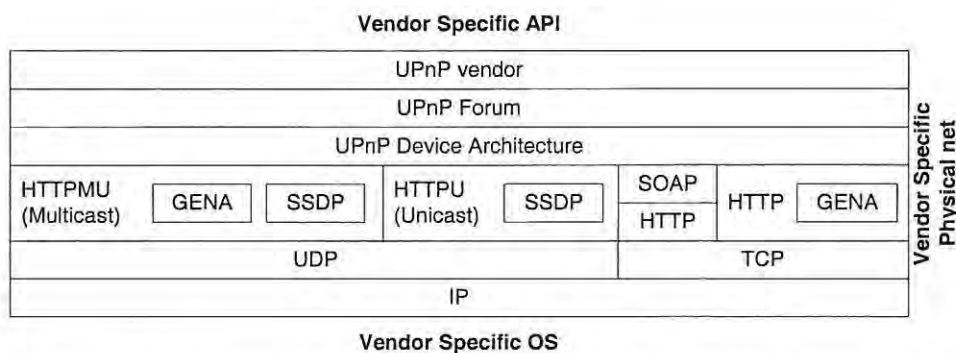 Vendor Specific API
UPnP vendor
UPnP Forum
UPnP Device Architecture
HTTPMU
(Multicast)
GENA
SSDP
HTTPU
(Unicast)
SSDP
SOAP
HTTP
HTTP
GENA
UDP
TCP
IP
Vendor Specific
Physical net
Vendor Specific OS